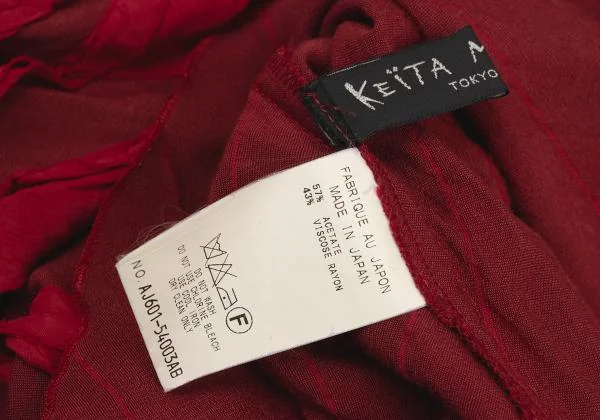 KEÏTA M
TOKYO
FABRIQUE AU JAPON
MADE IN JAPAN
57% ACETATE
43% VISCOSE RAYON
F
DO NOT WASH
DO NOT USE CHLORINE BLEACH
USE COOL IRON
DRY CLEAN ONLY
NO. AJ601-54003AB